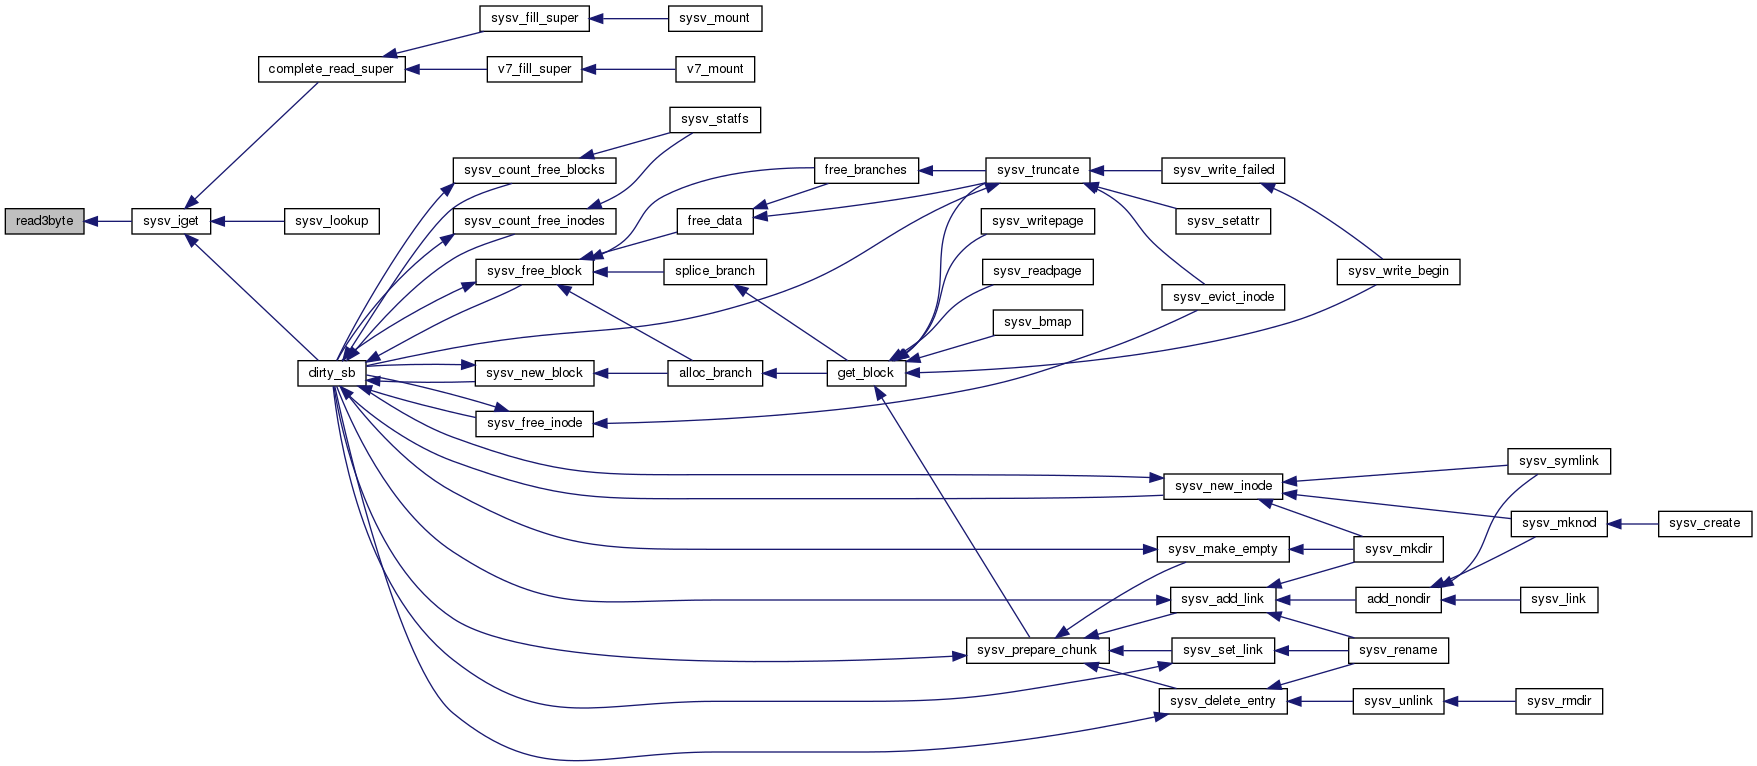 sysv_fill_super
sysv_mount
complete_read_super
v7_fill_super
v7_mount
sysv_statfs
sysv_count_free_blocks
free_branches
sysv_truncate
sysv_write_failed
read3byte
sysv_iget
sysv_lookup
sysv_count_free_inodes
free_data
sysv_writepage
sysv_setattr
sysv_free_block
splice_branch
sysv_readpage
sysv_write_begin
sysv_evict_inode
sysv_bmap
dirty_sb
sysv_new_block
alloc_branch
get_block
sysv_free_inode
sysv_symlink
sysv_new_inode
sysv_mknod
sysv_create
sysv_make_empty
sysv_mkdir
sysv_add_link
add_nondir
sysv_link
sysv_prepare_chunk
sysv_set_link
sysv_rename
sysv_delete_entry
sysv_unlink
sysv_rmdir